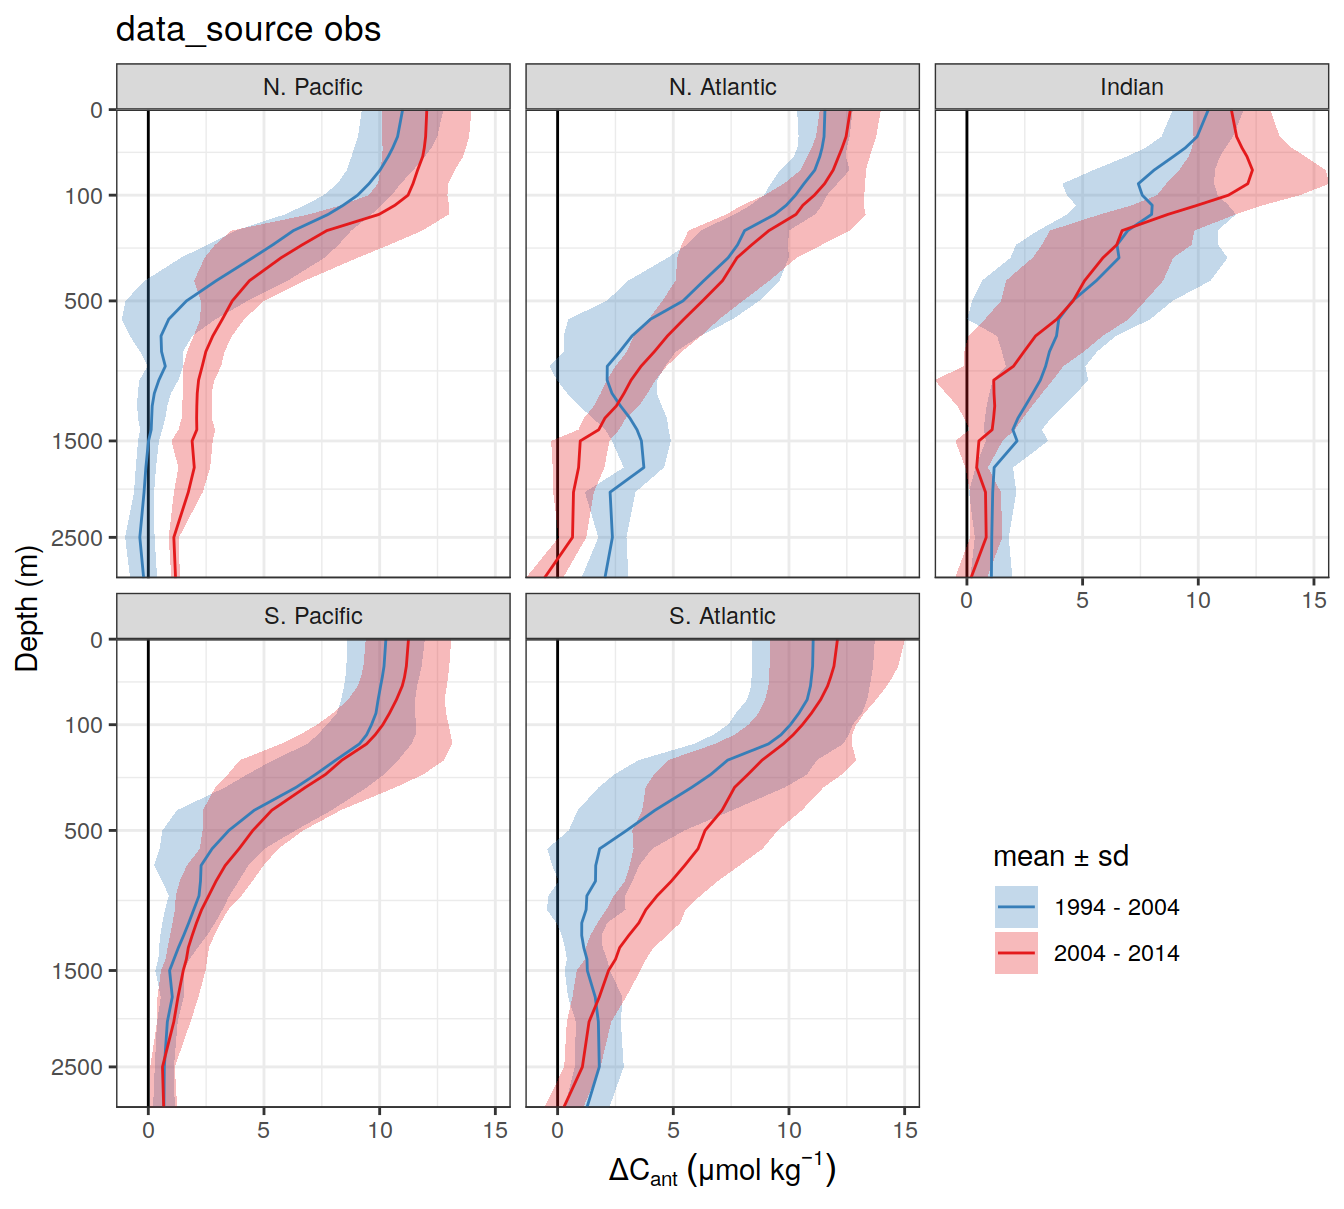 data_source obs
N. Pacific
N. Atlantic
Indian
0
100
500
1500
2500
0
5
10
15
S. Pacific
S. Atlantic
0
100
500
1500
2500
0
5
10
15
0
5
10
15
Depth (m)
ΔCant (μmol kg−1)
mean ± sd
1994 - 2004
2004 - 2014